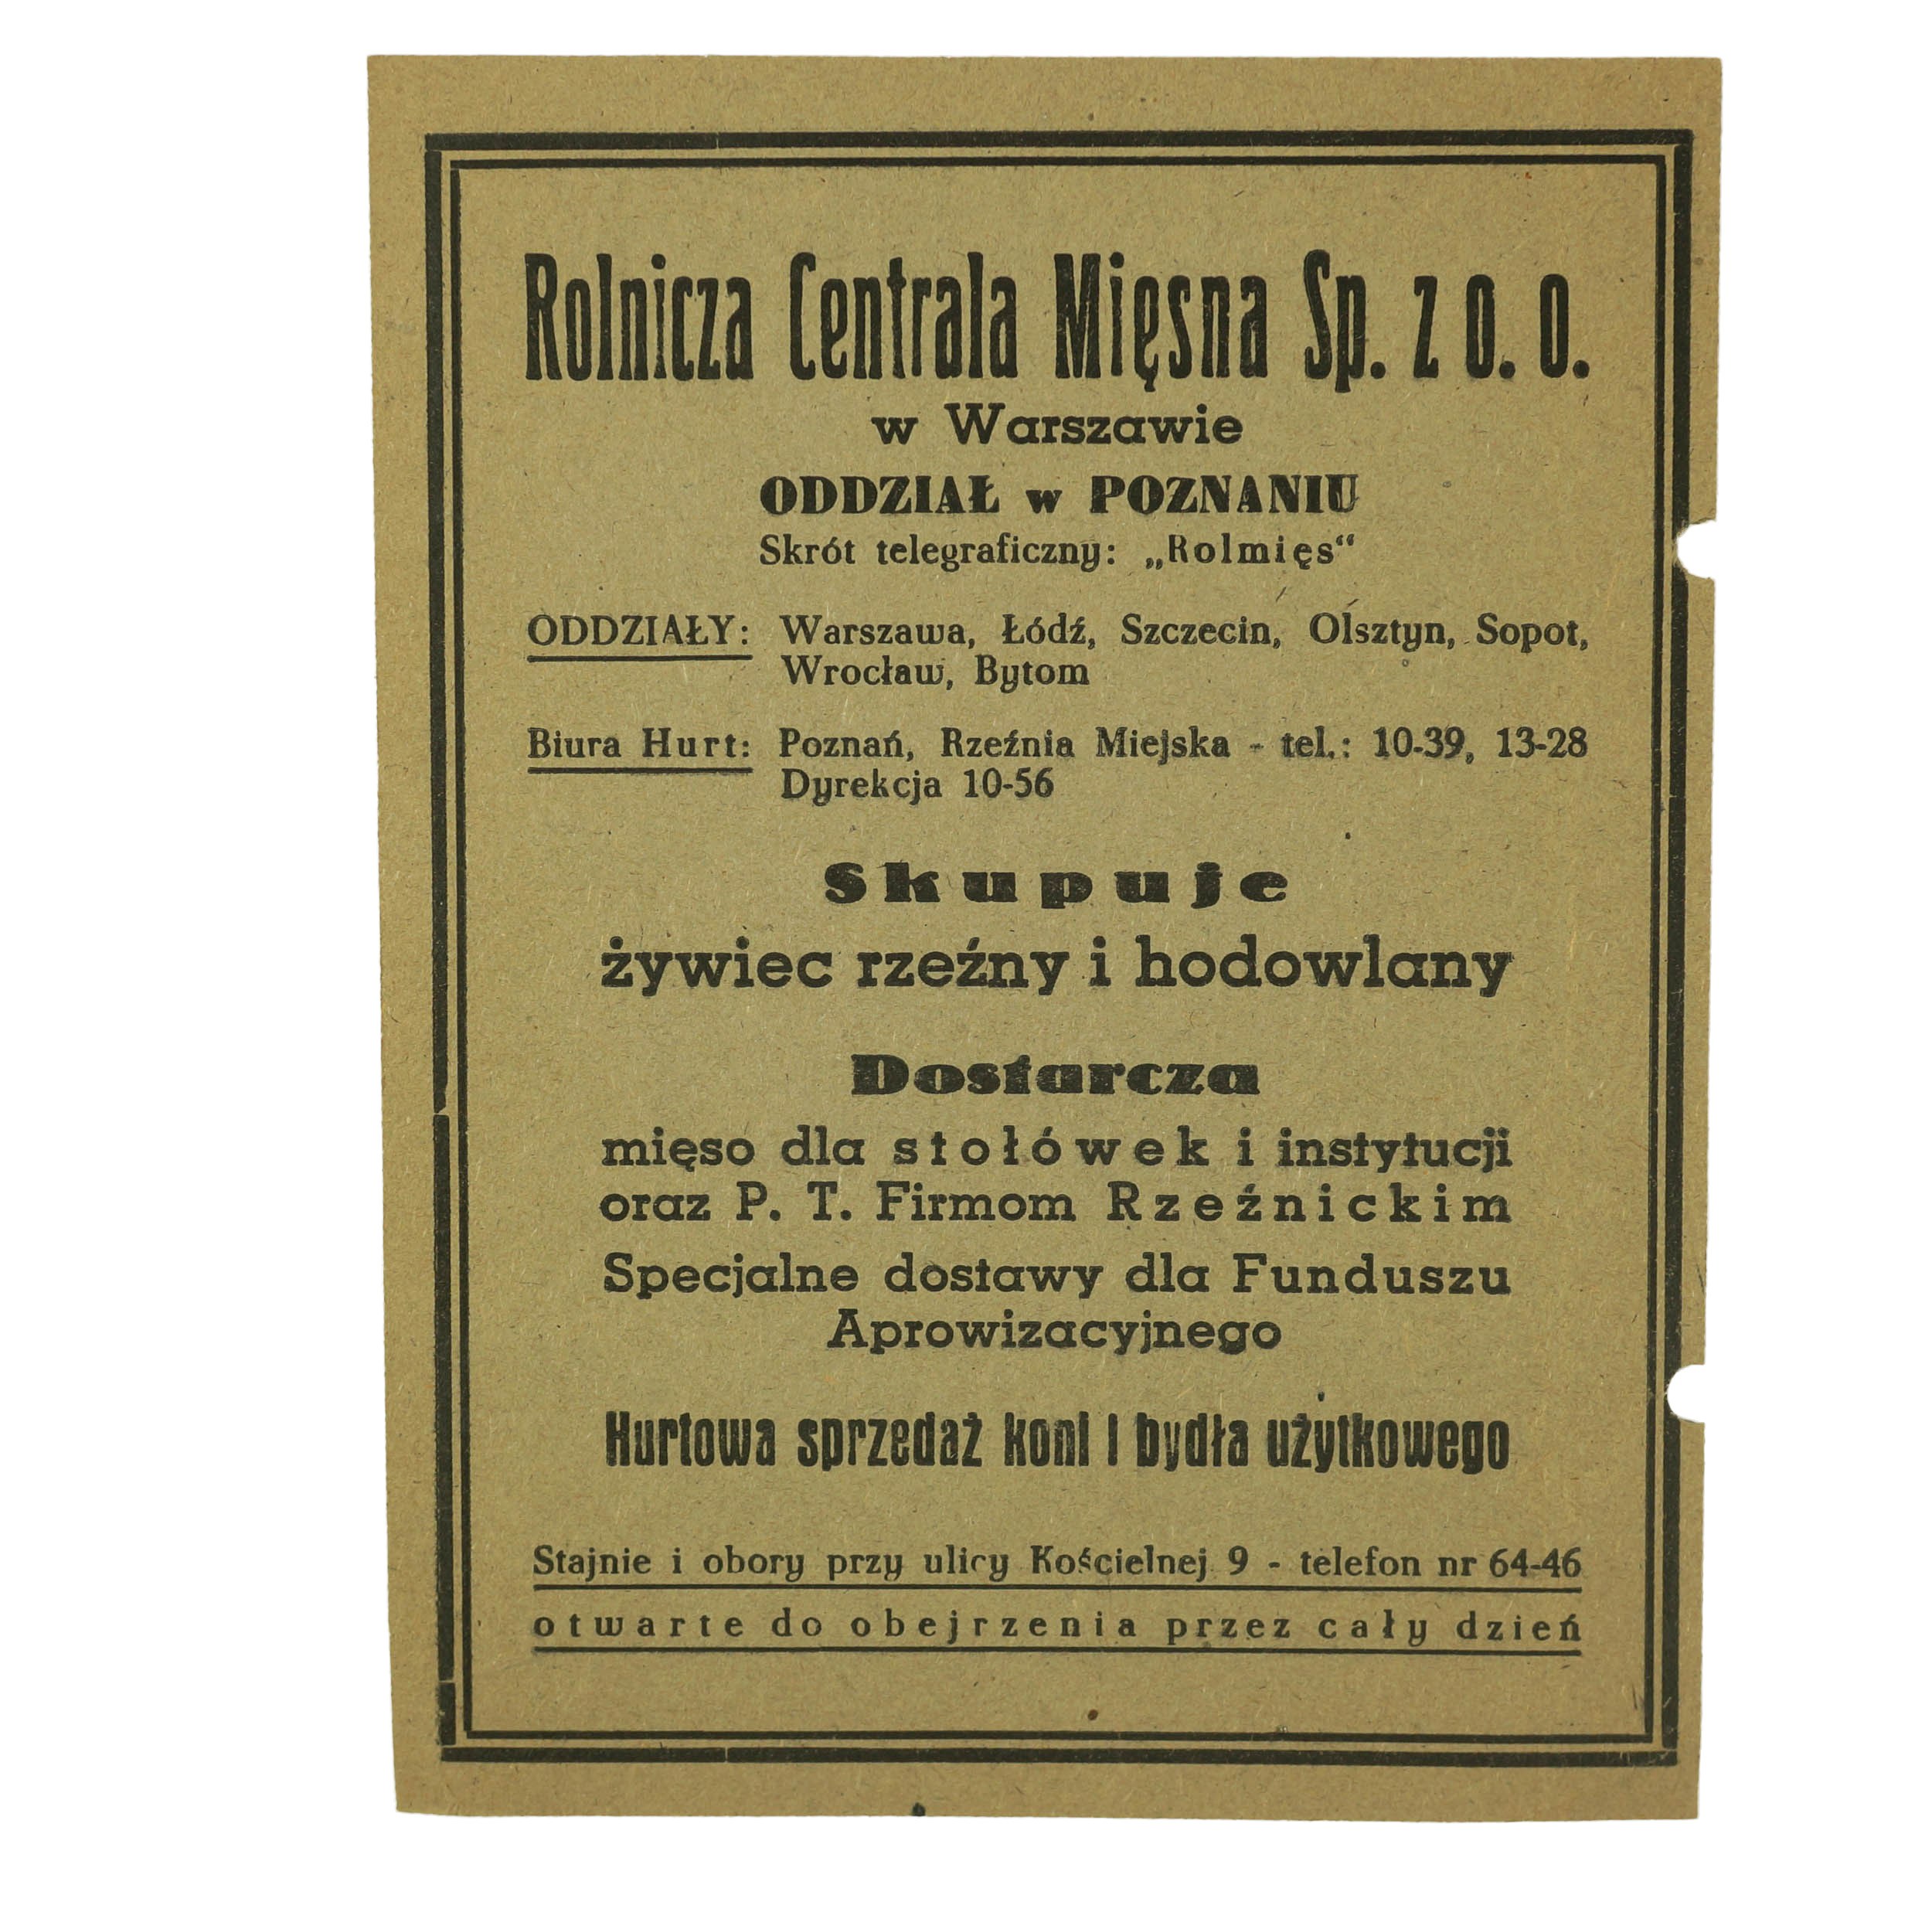 Rolnicza Centrala Mięsna Sp. z o. o.
w Warszawie
ODDZIAŁ w POZNANIU
Skrót telegraficzny: „Rolmięs“
ODDZIAŁY: Warszawa, Łódź, Szczecin, Olsztyn, Sopot,
Wrocław, Bytom
Biura Hurt: Poznań, Rzeźnia Miejska - tel.: 10-39, 13-28
Dyrekcja 10-56
Skupuje
żywiec rzeźny i hodowlany
Dostarcza
mięso dla stołówek i instytucji
oraz P. T. Firmom Rzeźnickim
Specjalne dostawy dla Funduszu
Aprowizacyjnego
Hurtowa sprzedaż koni i bydła użytkowego
Stajnie i obory przy ulicy Kościelnej 9 - telefon nr 64-46
otwarte do obejrzenia przez cały dzień